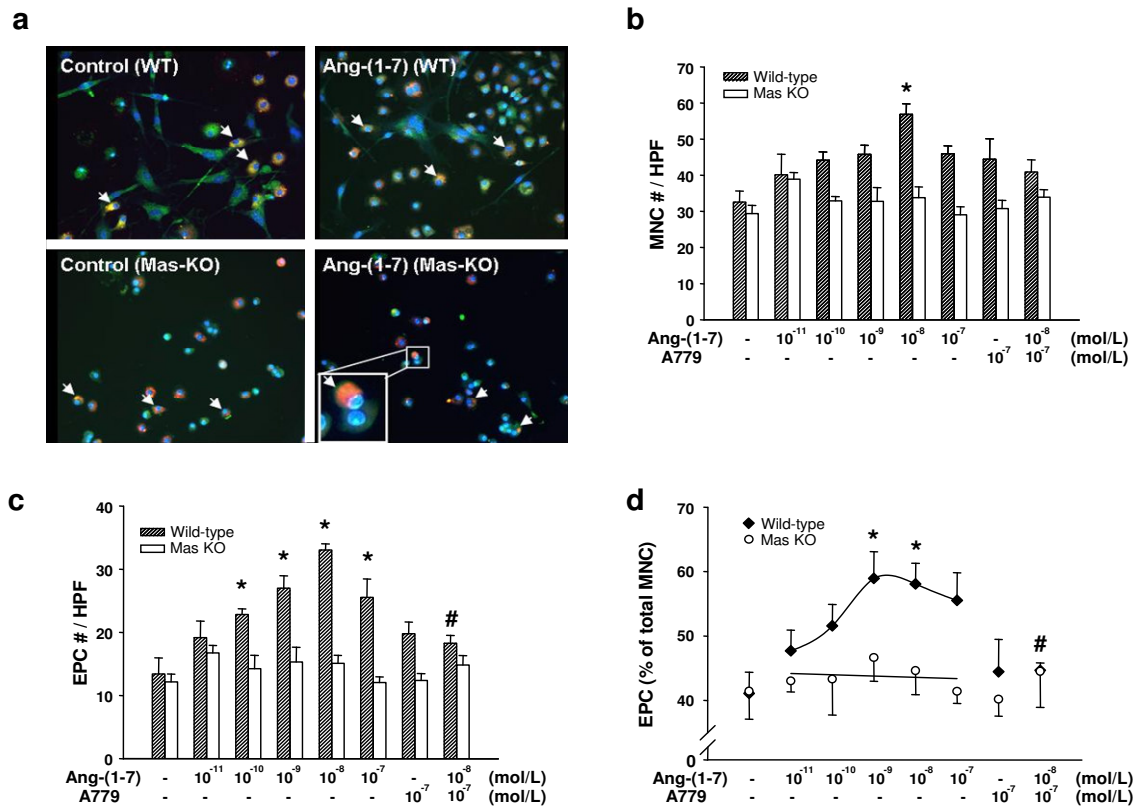 a
Control (WT)
Ang-(1-7) (WT)
Control (Mas-KO)
Ang-(1-7) (Mas-KO)
b
MNC # / HPF
70
60
50
40
30
20
10
0
Wild-type
Mas KO
*
Ang-(1-7) - 10⁻¹¹ 10⁻¹⁰ 10⁻⁹ 10⁻⁸ 10⁻⁷ - 10⁻⁸ (mol/L)
A779 - - - - - - 10⁻⁷ 10⁻⁷ (mol/L)
c
EPC # / HPF
40
30
20
10
0
Wild-type
Mas KO
* * * * #
Ang-(1-7) - 10⁻¹¹ 10⁻¹⁰ 10⁻⁹ 10⁻⁸ 10⁻⁷ - 10⁻⁸ (mol/L)
A779 - - - - - - 10⁻⁷ 10⁻⁷ (mol/L)
d
EPC (% of total MNC)
70
60
50
40
0
Wild-type
Mas KO
* * #
Ang-(1-7) - 10⁻¹¹ 10⁻¹⁰ 10⁻⁹ 10⁻⁸ 10⁻⁷ - 10⁻⁸ (mol/L)
A779 - - - - - - 10⁻⁷ 10⁻⁷ (mol/L)